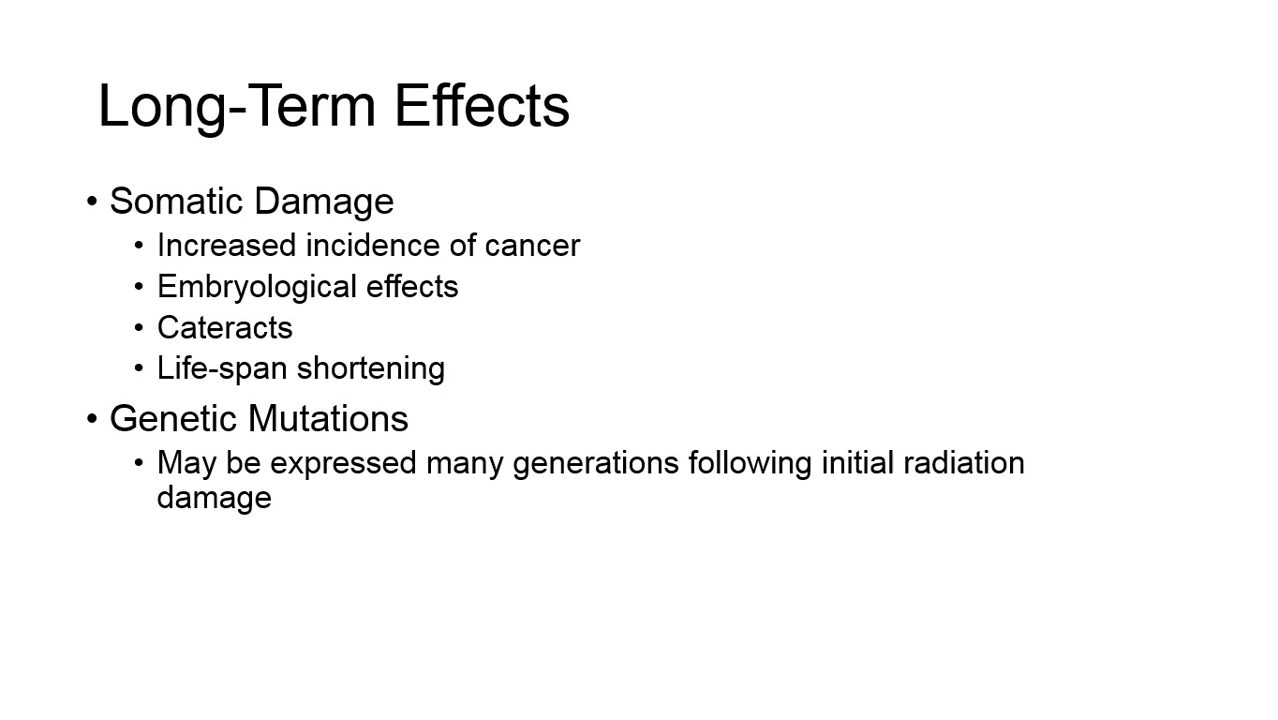 Long-Term Effects
• Somatic Damage
• Increased incidence of cancer
• Embryological effects
• Cateracts
• Life-span shortening
• Genetic Mutations
• May be expressed many generations following initial radiation
damage